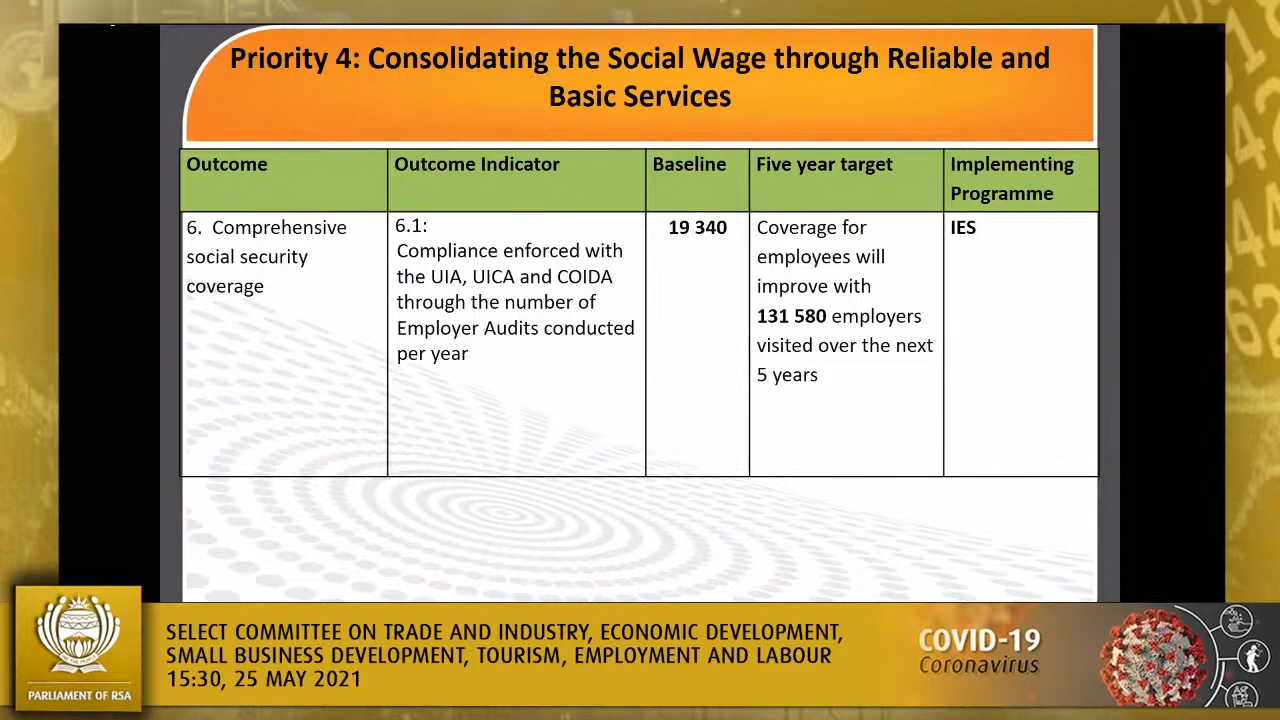 Priority 4: Consolidating the Social Wage through Reliable and
Basic Services
Outcome
Outcome Indicator
Baseline
Five year target
Implementing
Programme
6. Comprehensive
social security
coverage
6.1:
Compliance enforced with
the UIA, UICA and COIDA
through the number of
Employer Audits conducted
per year
19 340
Coverage for
employees will
improve with
131 580 employers
visited over the next
5 years
IES
PARLIAMENT OF RSA
SELECT COMMITTEE ON TRADE AND INDUSTRY, ECONOMIC DEVELOPMENT,
SMALL BUSINESS DEVELOPMENT, TOURISM, EMPLOYMENT AND LABOUR
15:30, 25 MAY 2021
COVID-19
Coronavirus